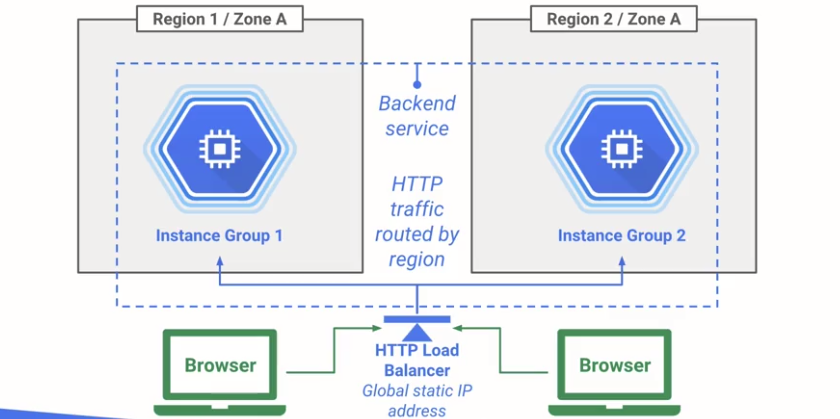 Region 1 / Zone A
Region 2 / Zone A
Backend
service
HTTP
traffic
routed by
region
Instance Group 1
Instance Group 2
Browser
Browser
HTTP Load
Balancer
Global static IP
address